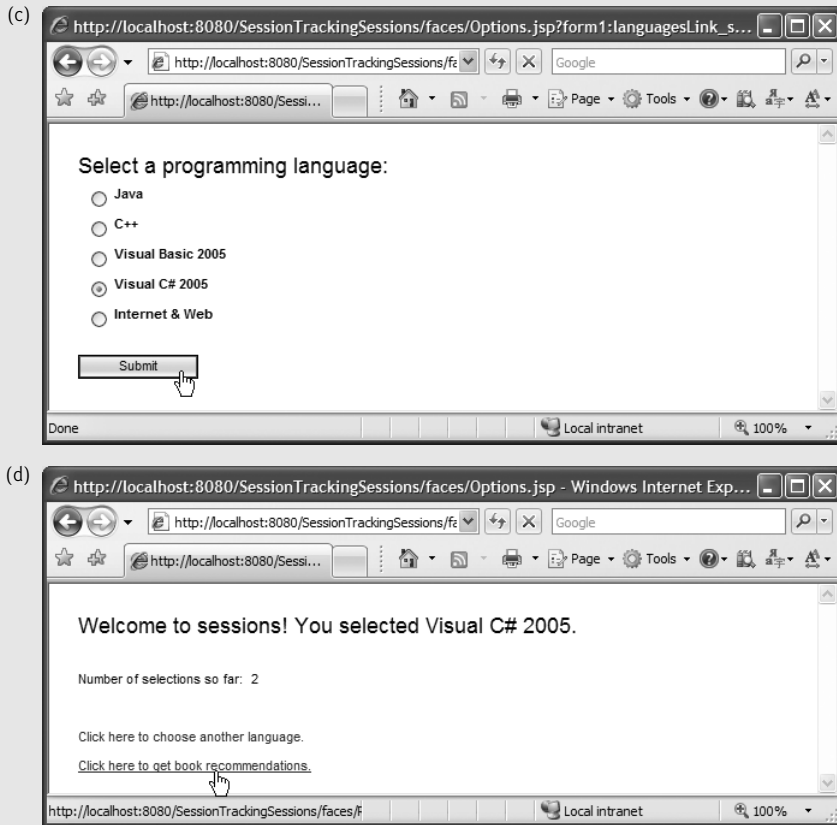 (c)
http://localhost:8080/SessionTrackingSessions/faces/Options.jsp?form1:languagesLink_s...
http://localhost:8080/SessionTrackingSessions/fa
Google
http://localhost:8080/Sessi...
Page
Tools
Select a programming language:
Java
C++
Visual Basic 2005
Visual C# 2005
Internet & Web
Submit
Done
Local intranet
100%
(d)
http://localhost:8080/SessionTrackingSessions/faces/Options.jsp - Windows Internet Exp...
http://localhost:8080/SessionTrackingSessions/fa
Google
http://localhost:8080/Sessi...
Page
Tools
Welcome to sessions! You selected Visual C# 2005.
Number of selections so far: 2
Click here to choose another language.
Click here to get book recommendations.
http://localhost:8080/SessionTrackingSessions/faces/
Local intranet
100%